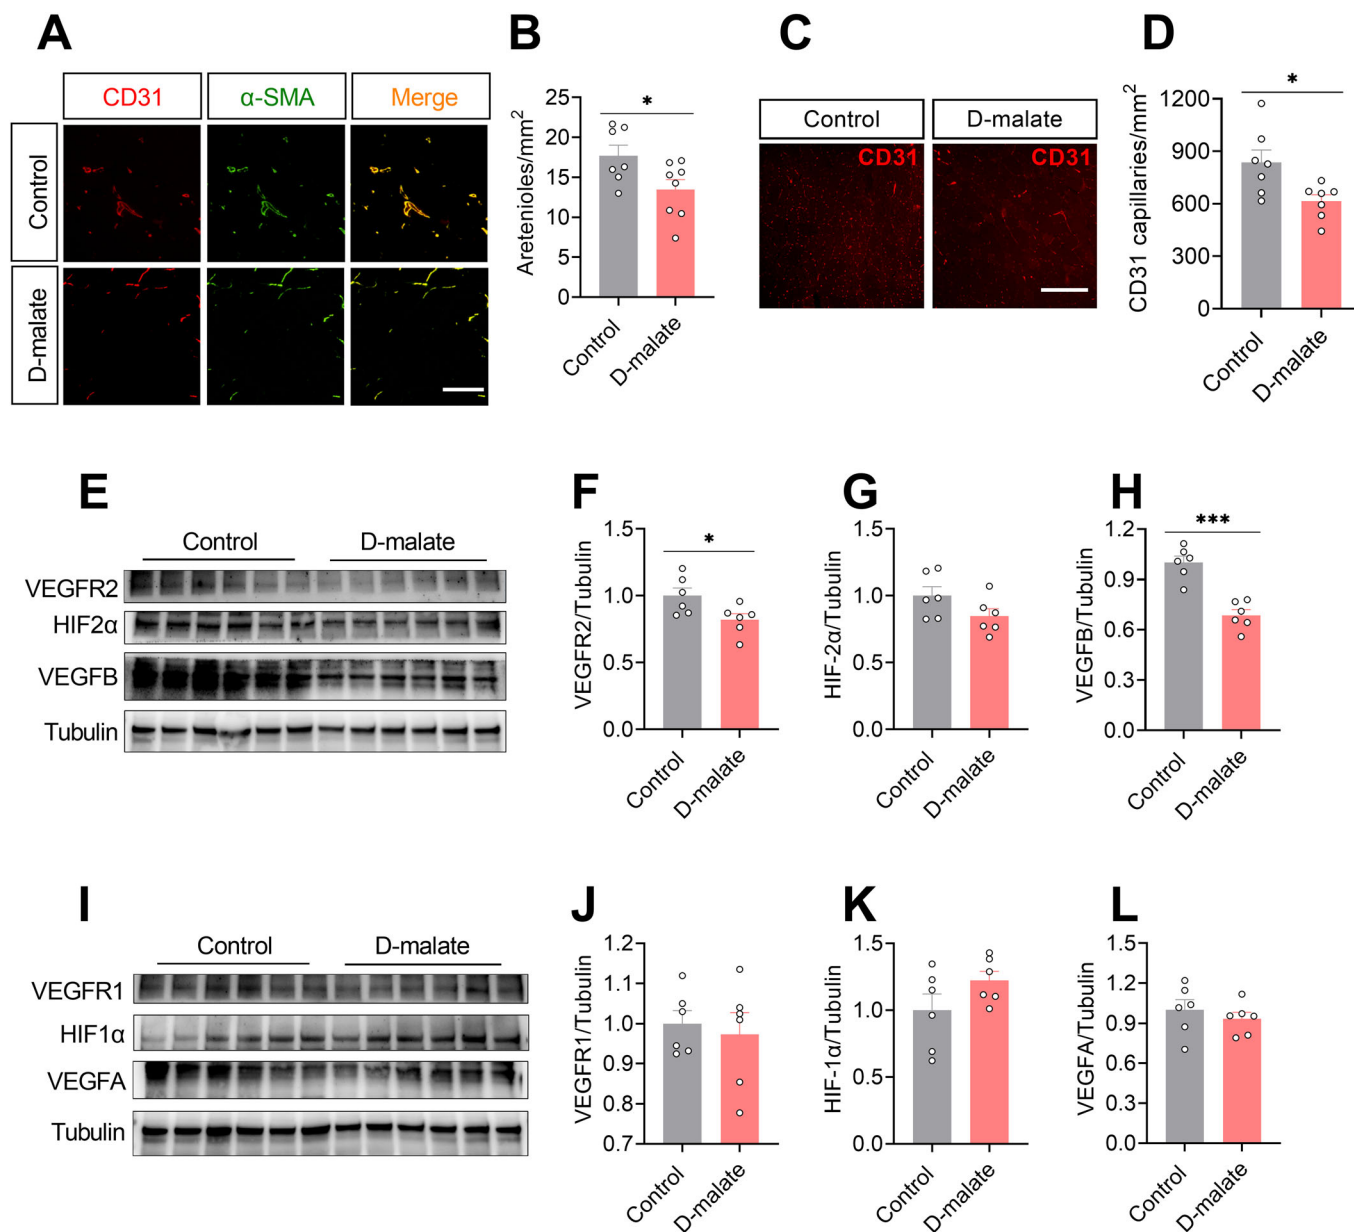 A
CD31
α-SMA
Merge
Control
D-malate
B
Aretenioles/mm²
25
20
15
10
5
0
*
Control
D-malate
C
Control
D-malate
CD31
CD31
D
CD31 capillaries/mm²
1200
900
600
300
0
*
Control
D-malate
E
Control
D-malate
VEGFR2
HIF2α
VEGFB
Tubulin
F
VEGFR2/Tubulin
1.5
1.0
0.5
0.0
*
Control
D-malate
G
HIF-2α/Tubulin
1.5
1.0
0.5
0.0
Control
D-malate
H
VEGFB/Tubulin
1.2
0.9
0.6
0.3
0.0
***
Control
D-malate
I
Control
D-malate
VEGFR1
HIF1α
VEGFA
Tubulin
J
VEGFR1/Tubulin
1.2
1.1
1.0
0.9
0.8
0.7
Control
D-malate
K
HIF-1α/Tubulin
1.5
1.0
0.5
0.0
Control
D-malate
L
VEGFA/Tubulin
1.5
1.2
0.9
0.6
0.3
0.0
Control
D-malate